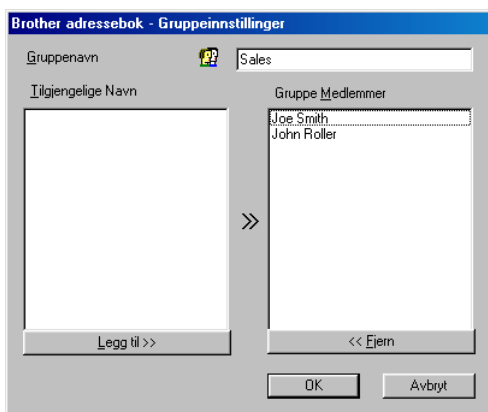 Brother adressebok - Gruppeinnstillinger
Gruppenavn
Sales
Tilgjengelige Navn
Gruppe Medlemmer
Joe Smith
John Roller
Legg til >>
<< Fjern
OK
Avbryt